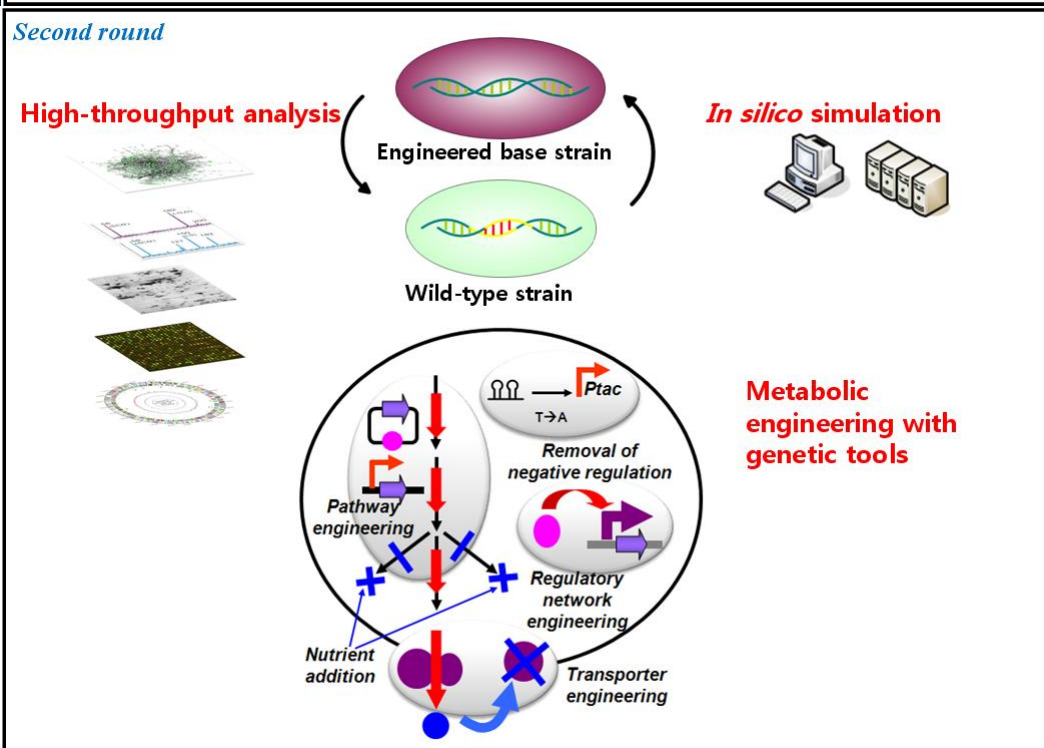 Second round
High-throughput analysis
Engineered base strain
In silico simulation
Wild-type strain
Ptac
T→A
Removal of
negative regulation
Metabolic
engineering with
genetic tools
Pathway
engineering
Regulatory
network
engineering
Nutrient
addition
Transporter
engineering